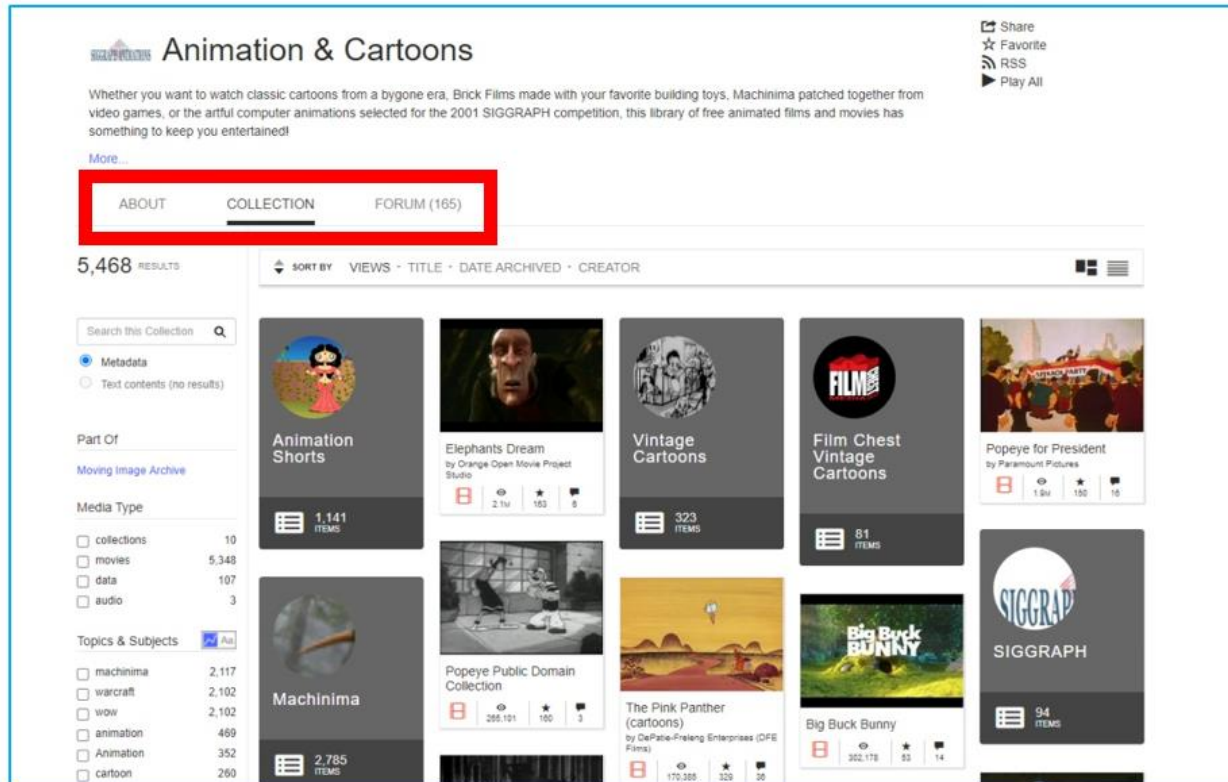 Animation & Cartoons
Share
Favorite
RSS
Play All
Whether you want to watch classic cartoons from a bygone era, Brick Films made with your favorite building toys, Machinima patched together from
video games, or the artful computer animations selected for the 2001 SIGGRAPH competition, this library of free animated films and movies has
something to keep you entertained!
More...
ABOUT COLLECTION FORUM (165)
5,468 RESULTS
SORT BY VIEWS · TITLE · DATE ARCHIVED · CREATOR
Search this Collection
Metadata
Text contents (no results)
Part Of
Moving Image Archive
Media Type
collections 10
movies 5,348
data 107
audio 3
Topics & Subjects Aa
machinima 2,117
warcraft 2,102
wow 2,102
animation 469
Animation 352
cartoon 260
Animation
Shorts
1,141
ITEMS
Machinima
2,785
ITEMS
Elephants Dream
by Orange Open Movie Project
Studio
2.1M 163 6
Popeye Public Domain
Collection
266,101 160 3
Vintage
Cartoons
323
ITEMS
The Pink Panther
(cartoons)
by DePatie-Freleng Enterprises (DFE
Films)
170,386 329 36
FILM
Film Chest
Vintage
Cartoons
81
ITEMS
Big Buck
BUNNY
Big Buck Bunny
302,178 53 14
Popeye for President
by Paramount Pictures
1.9M 150 16
SIGGRAP
SIGGRAPH
94
ITEMS